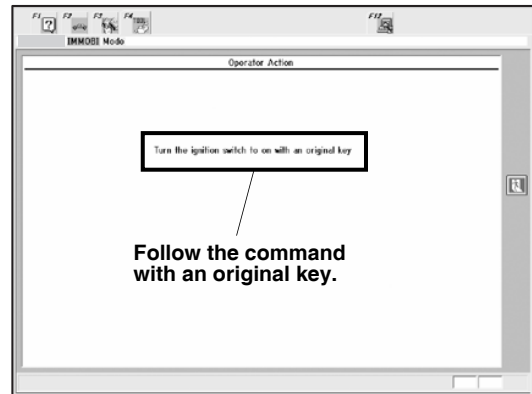 F1 F2 F3 F4 F12
IMMOBI Mode
Operator Action
Turn the ignition switch to on with an original key
Follow the command
with an original key.